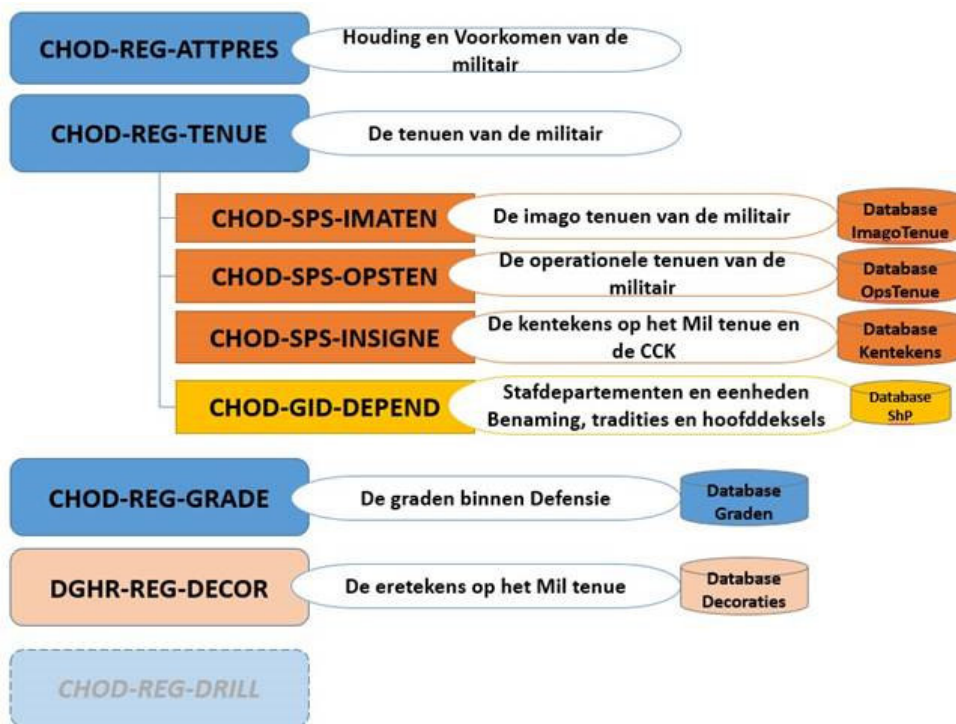 CHOD-REG-ATTPRES
Houding en Voorkomen van de
militair
CHOD-REG-TENUE
De tenuen van de militair
CHOD-SPS-IMATEN
De imago tenuen van de militair
Database
ImagoTenue
CHOD-SPS-OPSTEN
De operationele tenuen van de
militair
Database
OpsTenue
CHOD-SPS-INSIGNE
De kentekens op het Mil tenue en
de CCK
Database
Kentekens
CHOD-GID-DEPEND
Stafdepartementen en eenheden
Benaming, tradities en hoofddeksels
Database
ShP
CHOD-REG-GRADE
De graden binnen Defensie
Database
Graden
DGHR-REG-DECOR
De eretekens op het Mil tenue
Database
Decoraties
CHOD-REG-DRILL